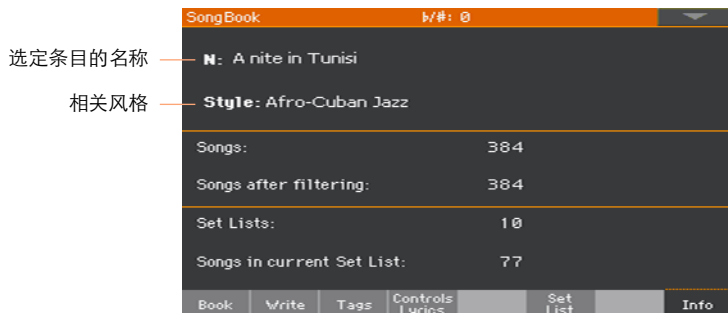 SongBook ♭/#: 0
选定条目的名称
N: A nite in Tunisi
相关风格
Style: Afro-Cuban Jazz
Songs: 384
Songs after filtering: 384
Set Lists: 10
Songs in current Set List: 77
Book Write Tags Controls Lyrics Set List Info